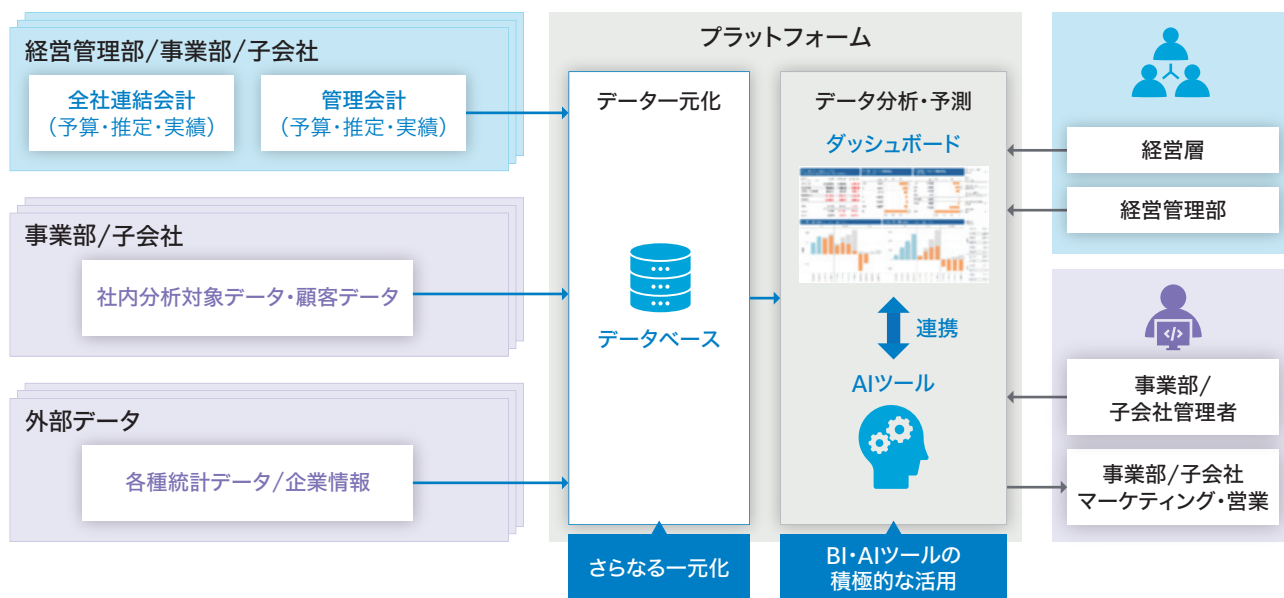 経営管理部/事業部/子会社
全社連結会計
（予算・推定・実績）
管理会計
（予算・推定・実績）
事業部/子会社
社内分析対象データ・顧客データ
外部データ
各種統計データ/企業情報
プラットフォーム
データ一元化
データベース
さらなる一元化
データ分析・予測
ダッシュボード
連携
AIツール
BI・AIツールの
積極的な活用
経営層
経営管理部
</>
事業部/
子会社管理者
事業部/子会社
マーケティング・営業